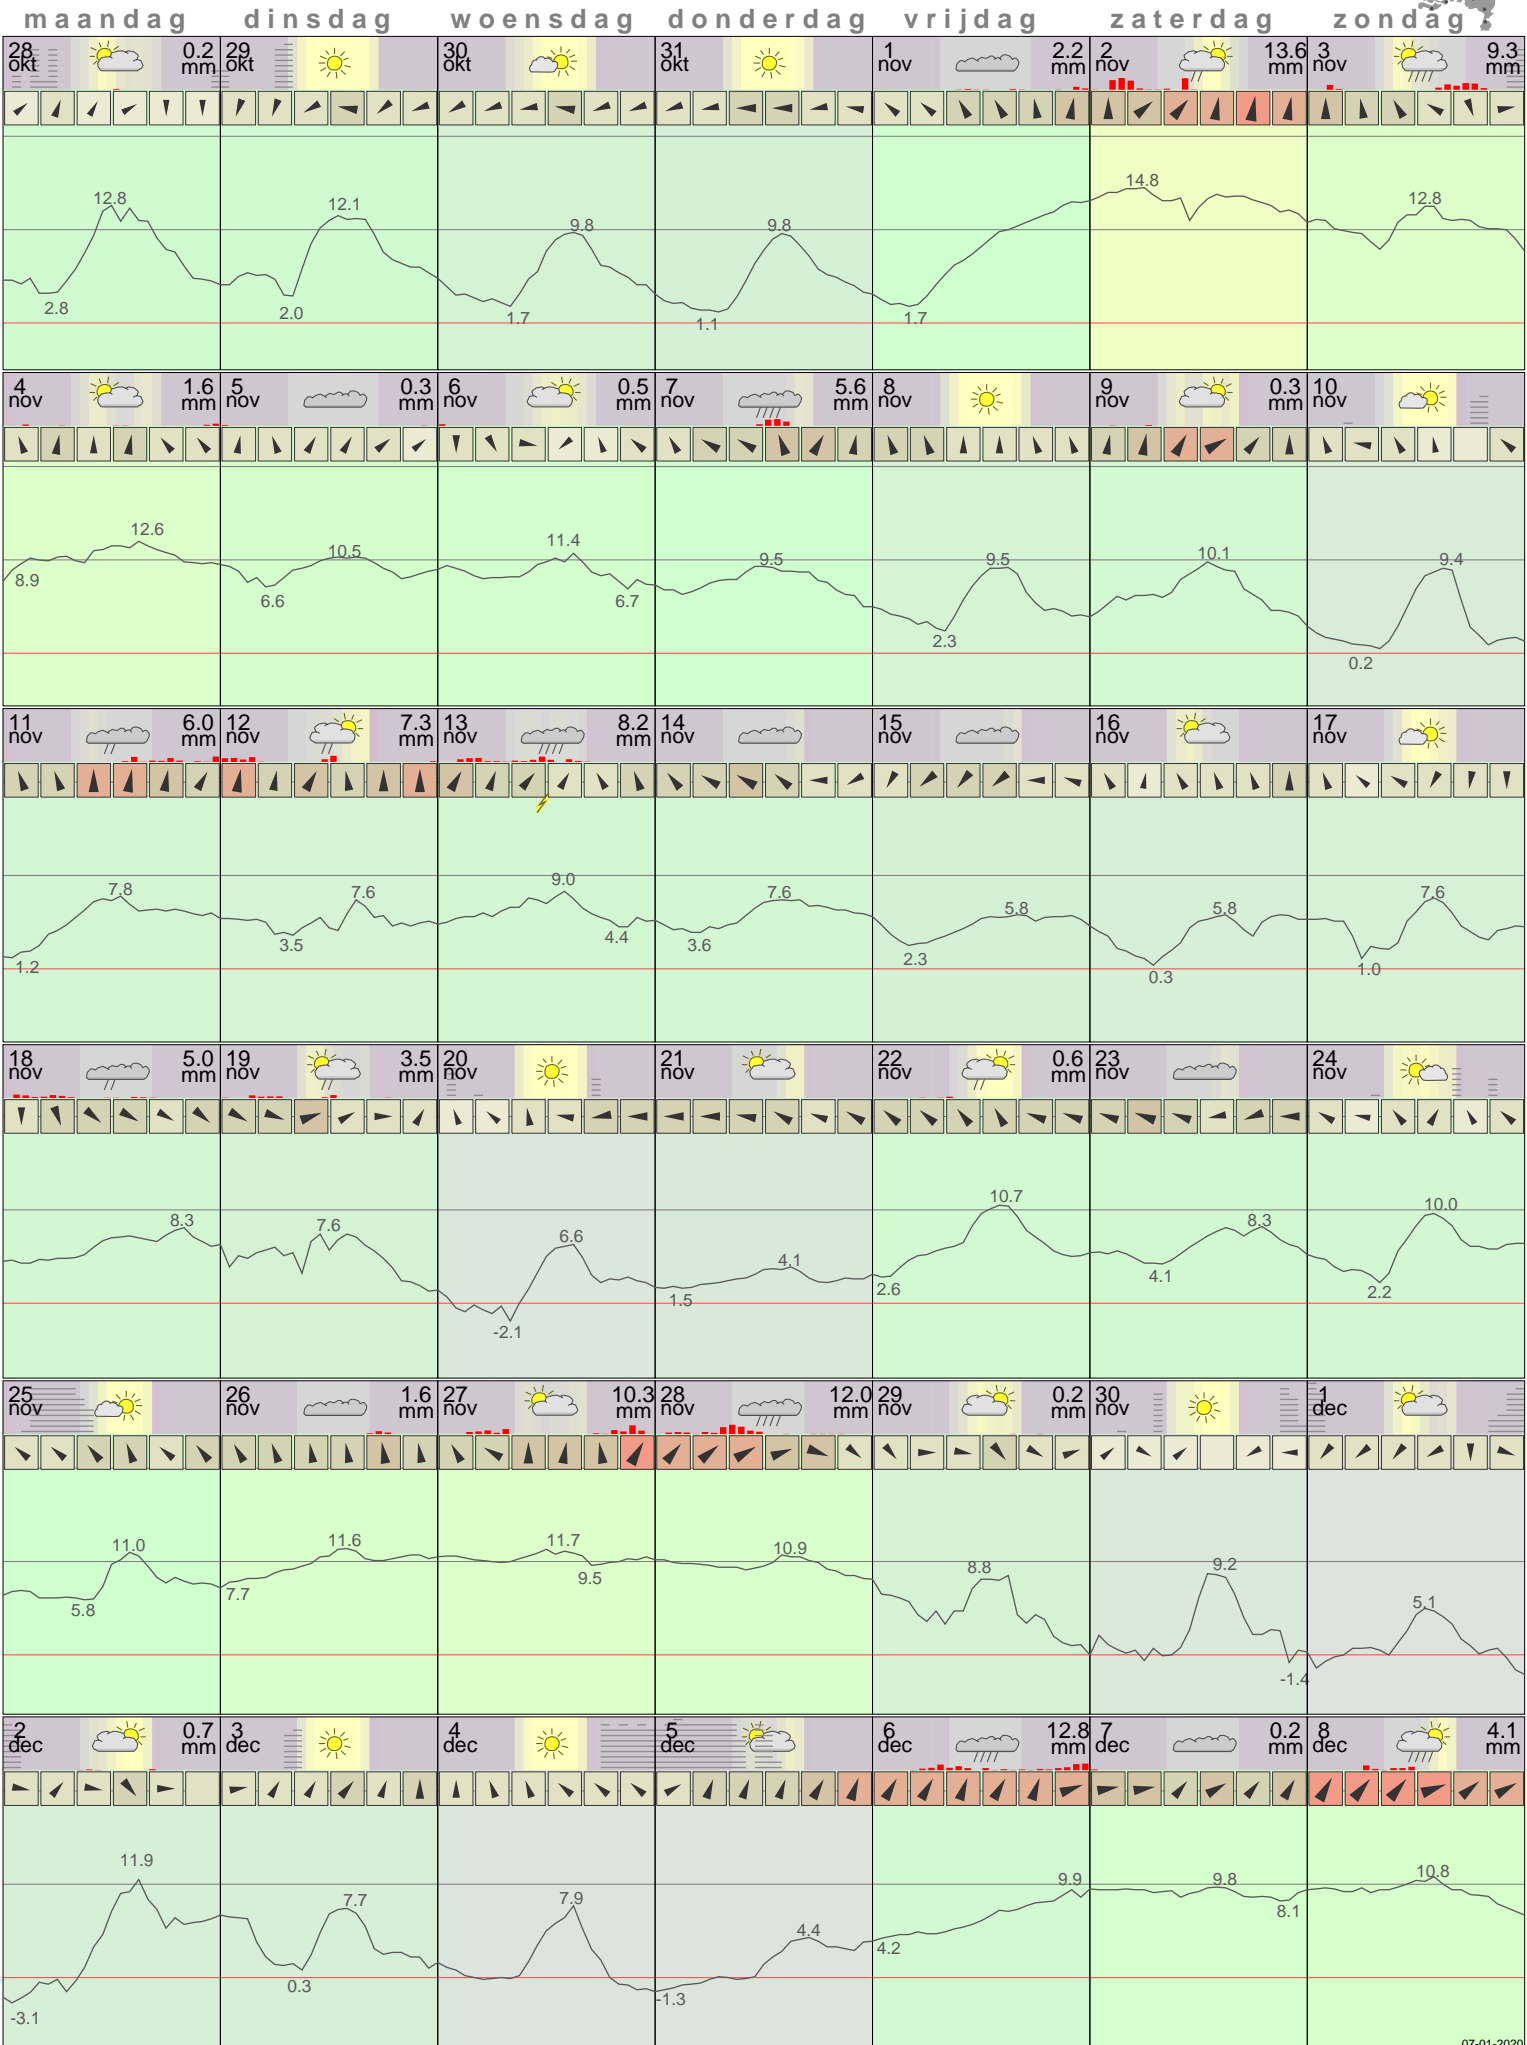 maandag dinsdag woensdag donderdag vrijdag zaterdag zondag
28 0.2 29 30 31 1 2.2 2 13.6 3 9.3
okt mm okt okt okt nov mm nov mm nov mm
12.8 12.1 9.8 9.8 14.8 12.8
2.8 2.0 1.7 1.1 1.7
4 1.6 5 0.3 6 0.5 7 5.6 8 9 0.3 10
nov mm nov mm nov mm nov mm nov nov mm nov
12.6 10.5 11.4 9.5 9.5 10.1 9.4
8.9 6.6 6.7 2.3 0.2
11 6.0 12 7.3 13 8.2 14 15 16 17
nov mm nov mm nov mm nov nov nov nov
7.8 7.6 9.0 7.6 5.8 5.8 7.6
1.2 3.5 4.4 3.6 2.3 0.3 1.0
18 5.0 19 3.5 20 21 22 0.6 23 24
nov mm nov mm nov nov nov mm nov nov
8.3 7.6 6.6 4.1 10.7 8.3 10.0
-2.1 1.5 2.6 4.1 2.2
25 26 1.6 27 10.3 28 12.0 29 0.2 30 1
nov nov mm nov mm nov mm nov mm nov dec
11.0 11.6 11.7 10.9 8.8 9.2 5.1
5.8 7.7 9.5 -1.4
2 0.7 3 4 5 6 12.8 7 0.2 8 4.1
dec mm dec dec dec dec mm dec mm dec mm
11.9 7.7 7.9 4.4 9.9 9.8 10.8
-3.1 0.3 -1.3 4.2 8.1
07-01-2020